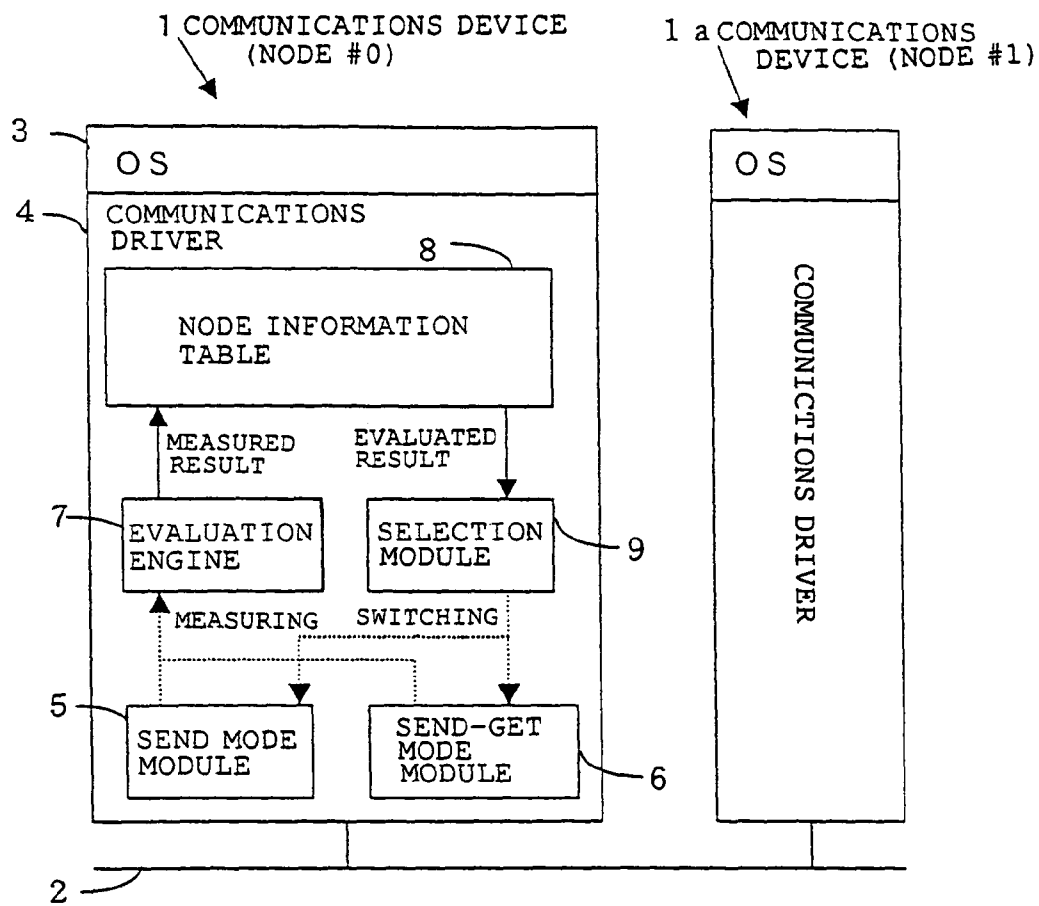 1 COMMUNICATIONS DEVICE
(NODE #0)
1 a COMMUNICATIONS
DEVICE (NODE #1)
3
OS
4
COMMUNICATIONS
DRIVER
8
NODE INFORMATION
TABLE
MEASURED
RESULT
EVALUATED
RESULT
7
EVALUATION
ENGINE
SELECTION
MODULE
9
MEASURING
SWITCHING
5
SEND MODE
MODULE
SEND-GET
MODE
MODULE
6
2
OS
COMMUNICTIONS DRIVER